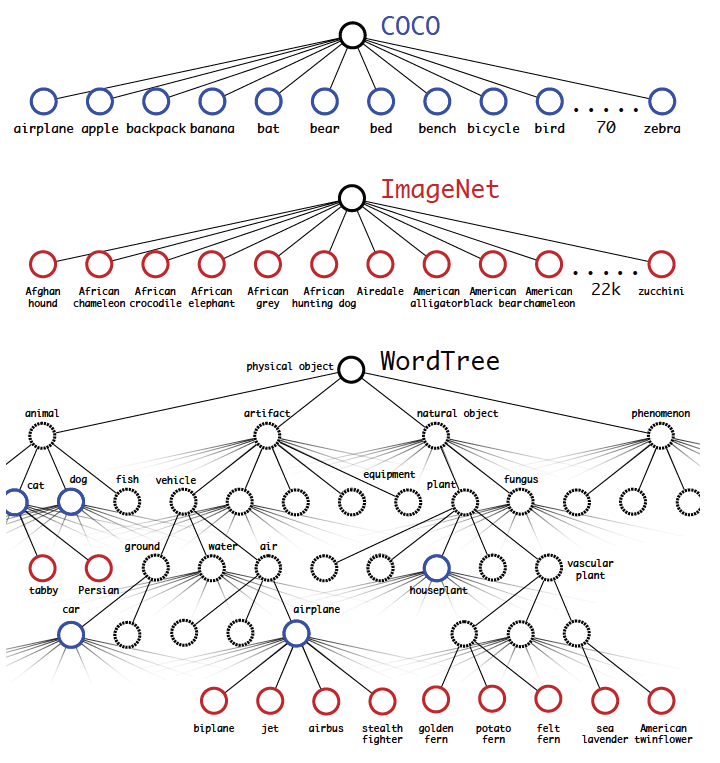 COCO
airplane apple backpack banana bat bear bed bench bicycle bird 70 zebra
ImageNet
Afghan hound
African chameleon
African crocodile
African elephant
African grey
African hunting dog
Airedale
American alligator
American black bear
American chameleon
22k
zucchini
physical object
WordTree
animal artifact natural object phenomenon
cat dog fish vehicle equipment plant fungus
ground water air
tabby Persian houseplant
vascular
plant
car airplane
biplane
jet
airbus
stealth
fighter
golden
fern
potato
fern
felt
fern
sea
lavender
American
twinflower